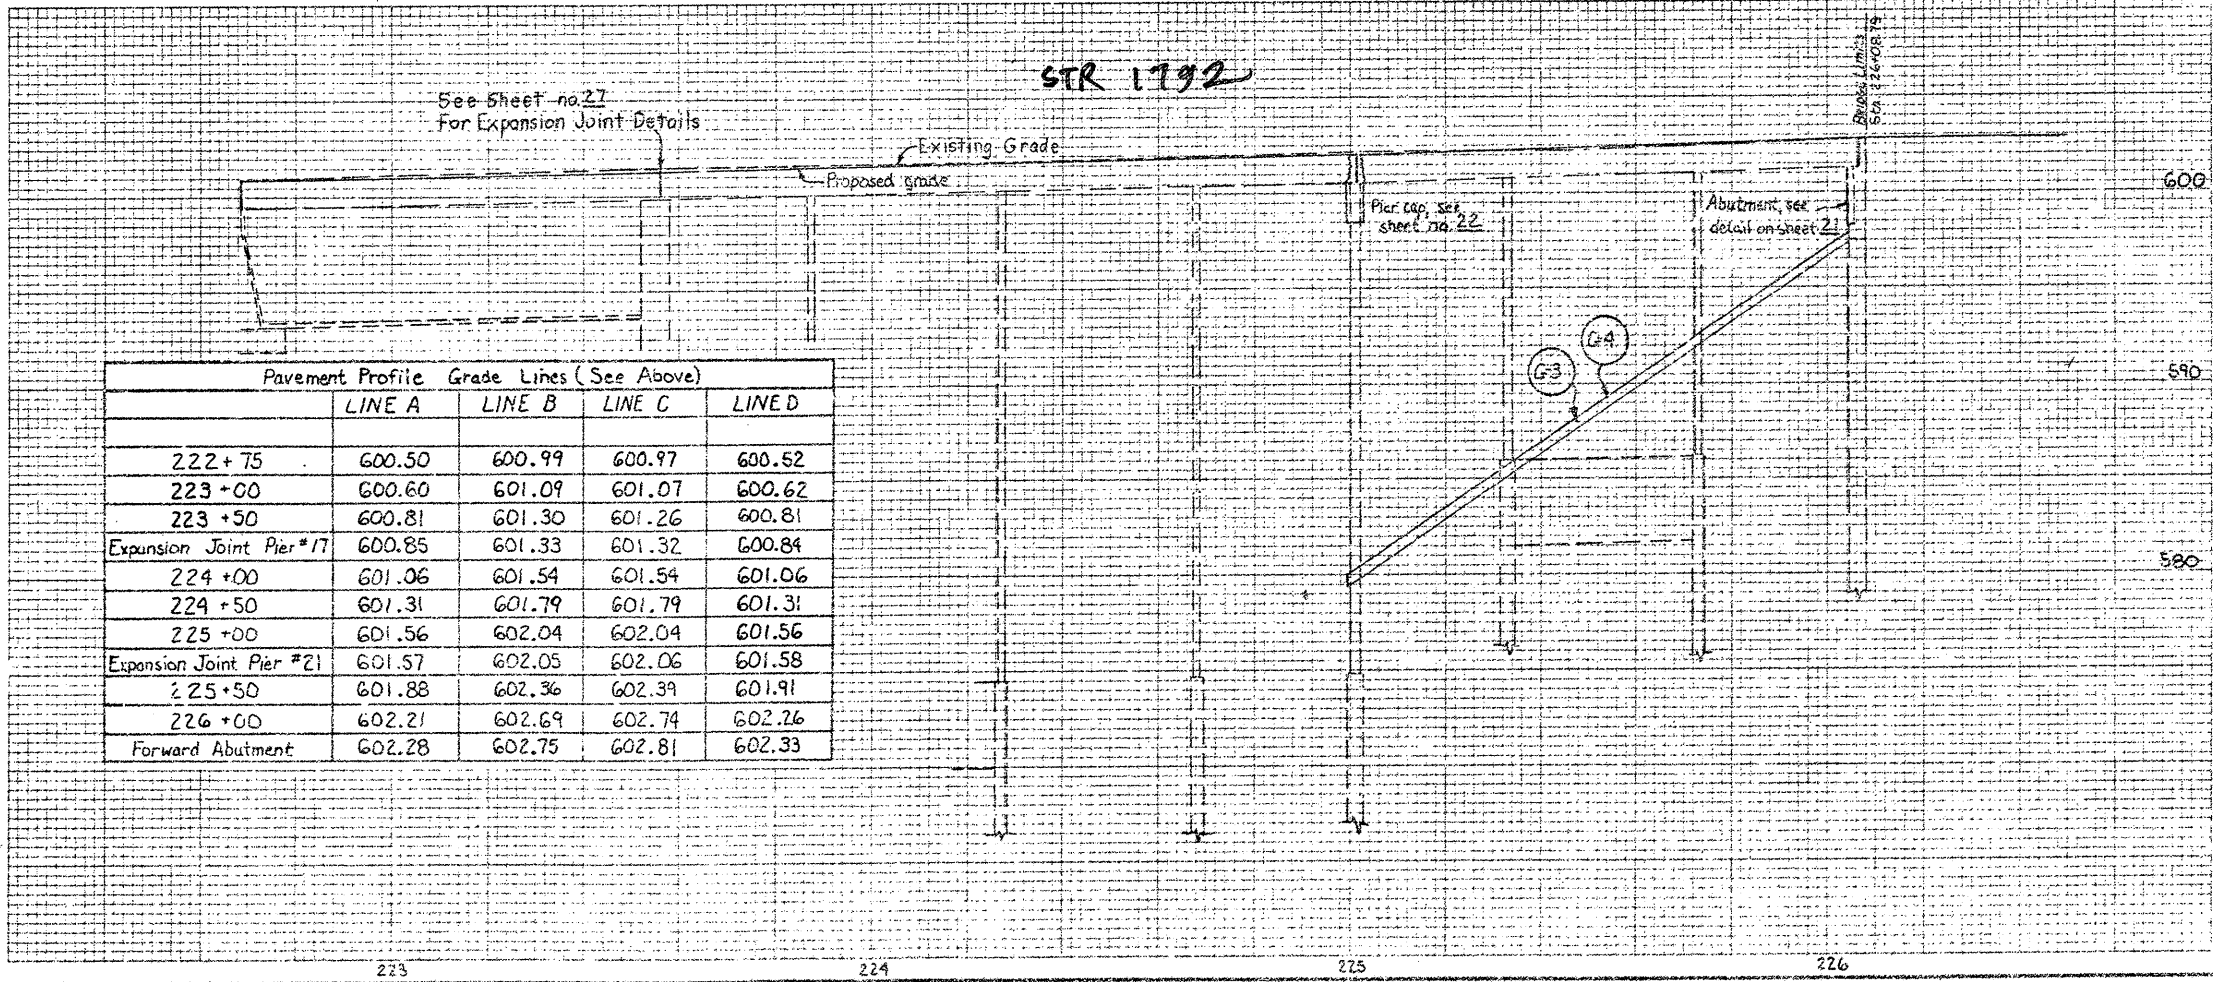 STR 1792
Bridge Limits
Sta. 226+08.79
See Sheet no. 27
For Expansion Joint Details
Existing Grade
Proposed grade
600
Pier cap, see
sheet no. 22
Abutment, see
detail on sheet 21
G-3
G-4
590
580
Pavement Profile Grade Lines (See Above)
LINE A LINE B LINE C LINE D
222+75 600.50 600.99 600.97 600.52
223+00 600.60 601.09 601.07 600.62
223+50 600.81 601.30 601.26 600.81
Expansion Joint Pier #17 600.85 601.33 601.32 600.84
224+00 601.06 601.54 601.54 601.06
224+50 601.31 601.79 601.79 601.31
225+00 601.56 602.04 602.04 601.56
Expansion Joint Pier #21 601.57 602.05 602.06 601.58
225+50 601.88 602.36 602.39 601.91
226+00 602.21 602.69 602.74 602.26
Forward Abutment 602.28 602.75 602.81 602.33
223 224 225 226